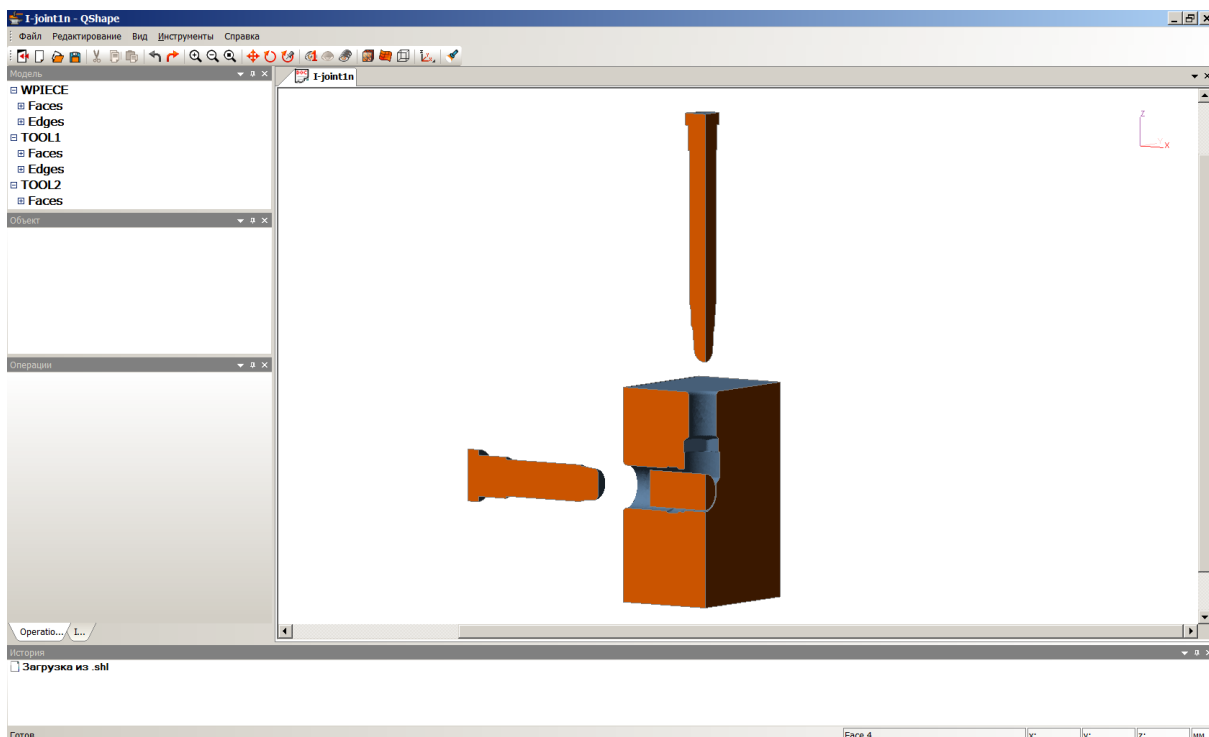 I-joint1n - QShape
Файл Редактирование Вид Инструменты Справка
Модель
I-joint1n
WPIECE
Faces
Edges
TOOL1
Faces
Edges
TOOL2
Faces
Объект
Операции
Operatio... I...
z
x
История
Загрузка из .shl
Готов Face 4 x: y: z: мм